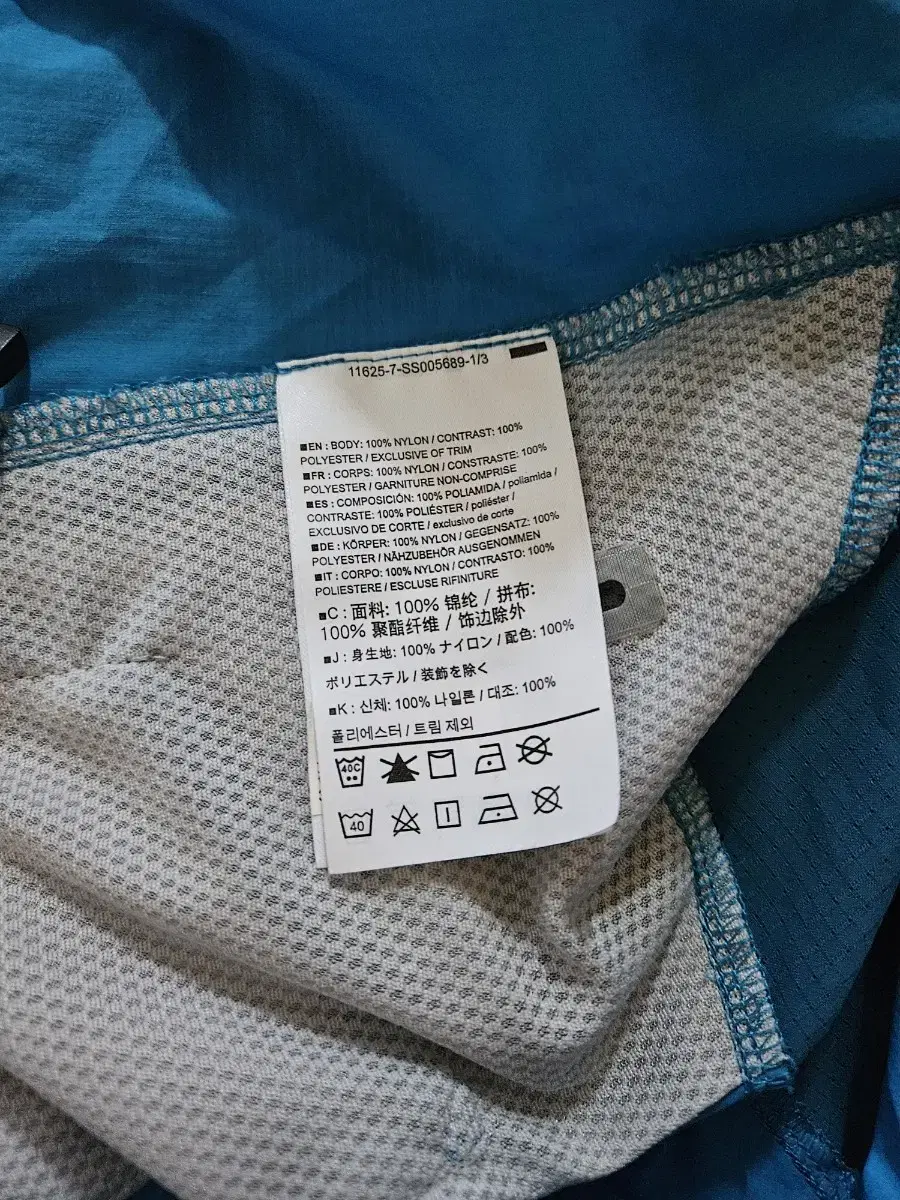 11625-7-SS005689-1/3
■EN : BODY: 100% NYLON / CONTRAST: 100%
POLYESTER / EXCLUSIVE OF TRIM
■FR : CORPS: 100% NYLON / CONSTRASTE: 100%
POLYESTER / GARNITURE NON-COMPRISE
■ES : COMPOSICIÓN: 100% POLIAMIDA / poliamida /
CONTRASTE: 100% POLIÉSTER / poliéster /
EXCLUSIVO DE CORTE / exclusivo de corte
■DE : KÖRPER: 100% NYLON / GEGENSATZ: 100%
POLYESTER / NÄHZUBEHÖR AUSGENOMMEN
■IT : CORPO: 100% NYLON / CONTRASTO: 100%
POLIESTERE / ESCLUSE RIFINITURE
■C : 面料: 100% 锦纶 / 拼布:
100% 聚酯纤维 / 饰边除外
■J : 身生地: 100% ナイロン / 配色: 100%
ポリエステル / 装飾を除く
■K : 신체: 100% 나일론 / 대조: 100%
폴리에스터 / 트림 제외
40C
40